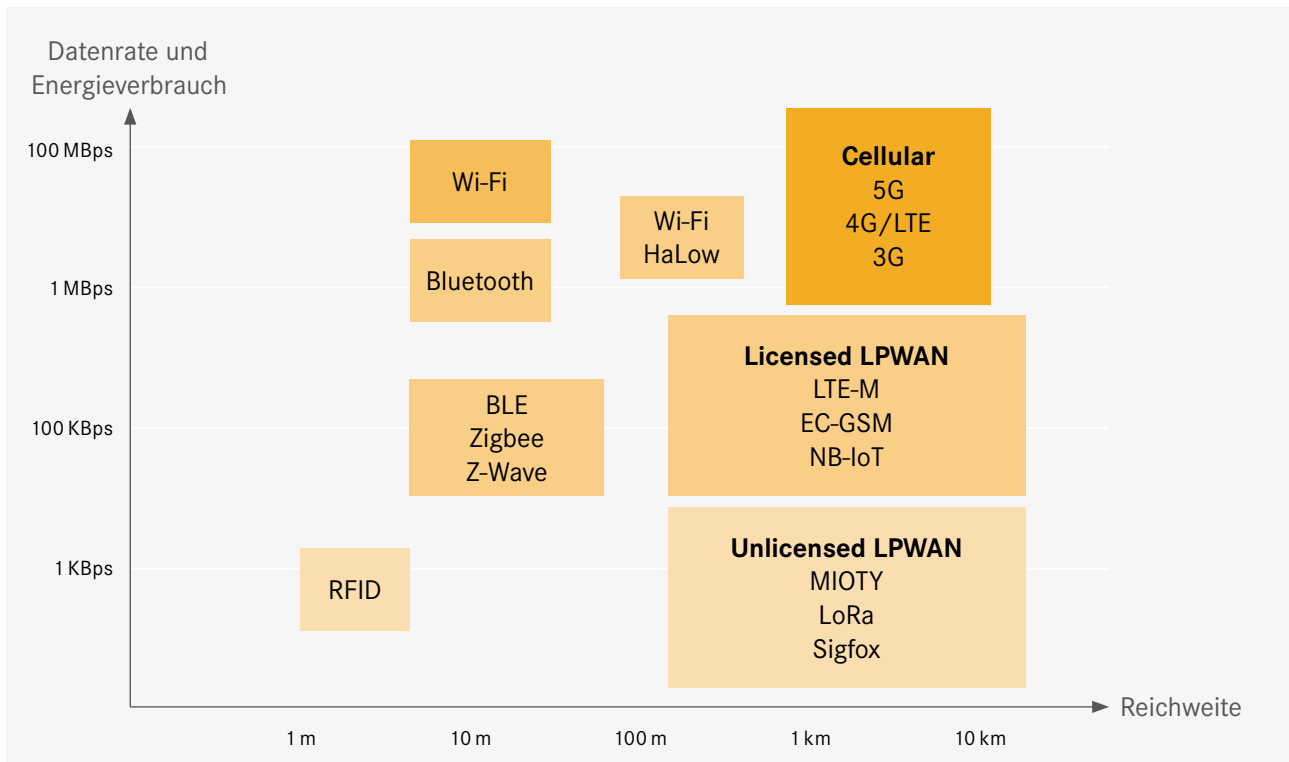 Datenrate und
Energieverbrauch
100 MBps
1 MBps
100 KBps
1 KBps
Wi-Fi
Bluetooth
Wi-Fi
HaLow
Cellular
5G
4G/LTE
3G
BLE
Zigbee
Z-Wave
Licensed LPWAN
LTE-M
EC-GSM
NB-IoT
RFID
Unlicensed LPWAN
MIOTY
LoRa
Sigfox
Reichweite
1 m
10 m
100 m
1 km
10 km